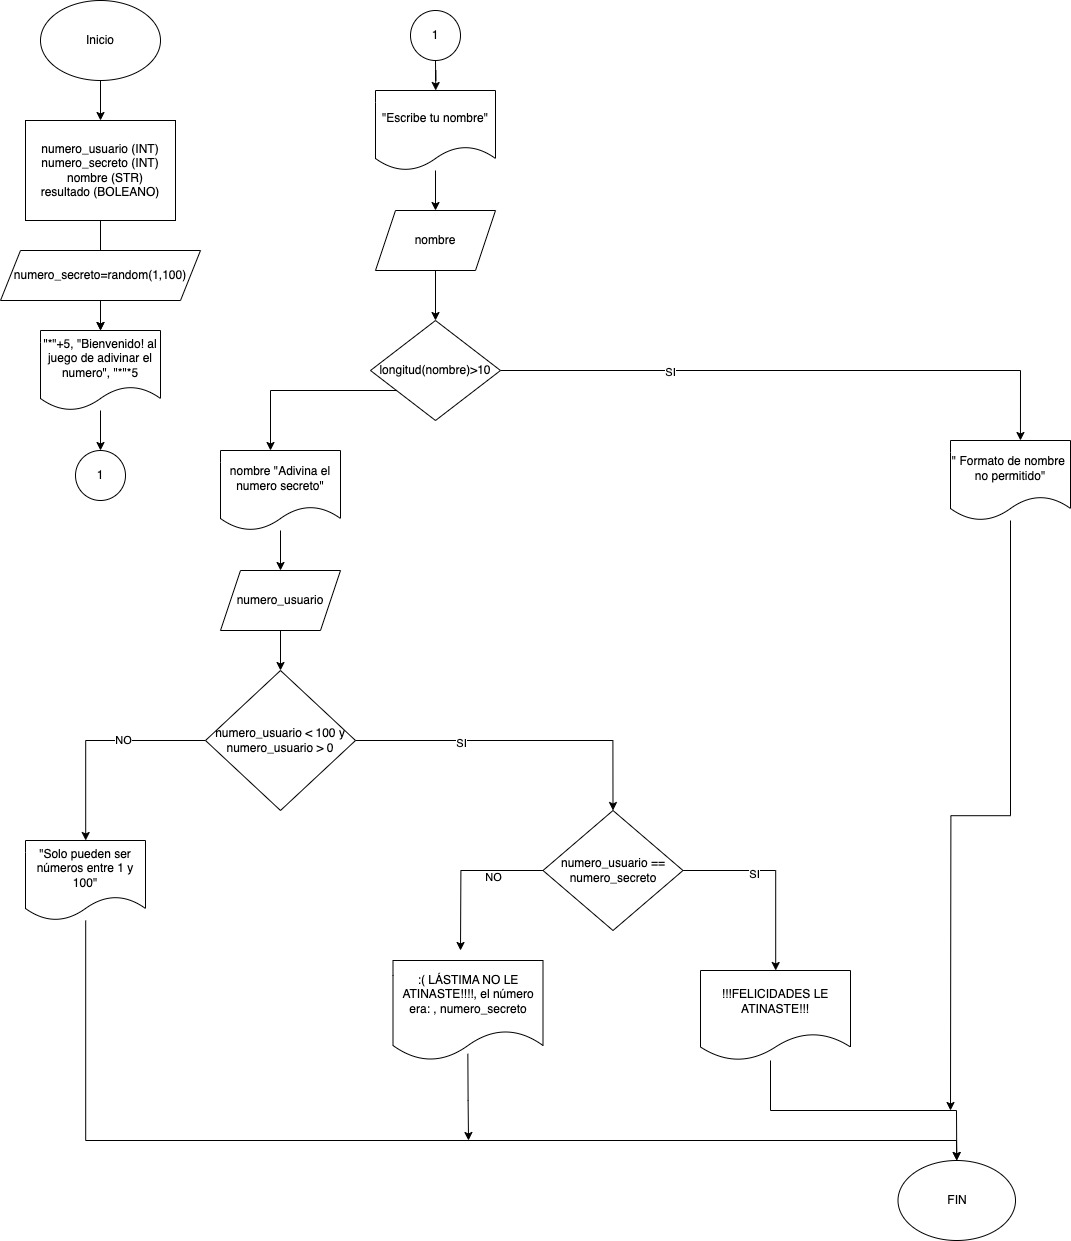 Inicio
numero_usuario (INT)
numero_secreto (INT)
nombre (STR)
resultado (BOLEANO)
numero_secreto=random(1,100)
"*"+5, "Bienvenido! al
juego de adivinar el
numero", "*"*5
1
1
"Escribe tu nombre"
nombre
longitud(nombre)>10
SI
" Formato de nombre
no permitido"
nombre "Adivina el
numero secreto"
numero_usuario
numero_usuario < 100 y
numero_usuario > 0
NO
SI
"Solo pueden ser
números entre 1 y
100"
numero_usuario ==
numero_secreto
NO
SI
:( LÁSTIMA NO LE
ATINASTE!!!!, el número
era: , numero_secreto
!!!FELICIDADES LE
ATINASTE!!!
FIN